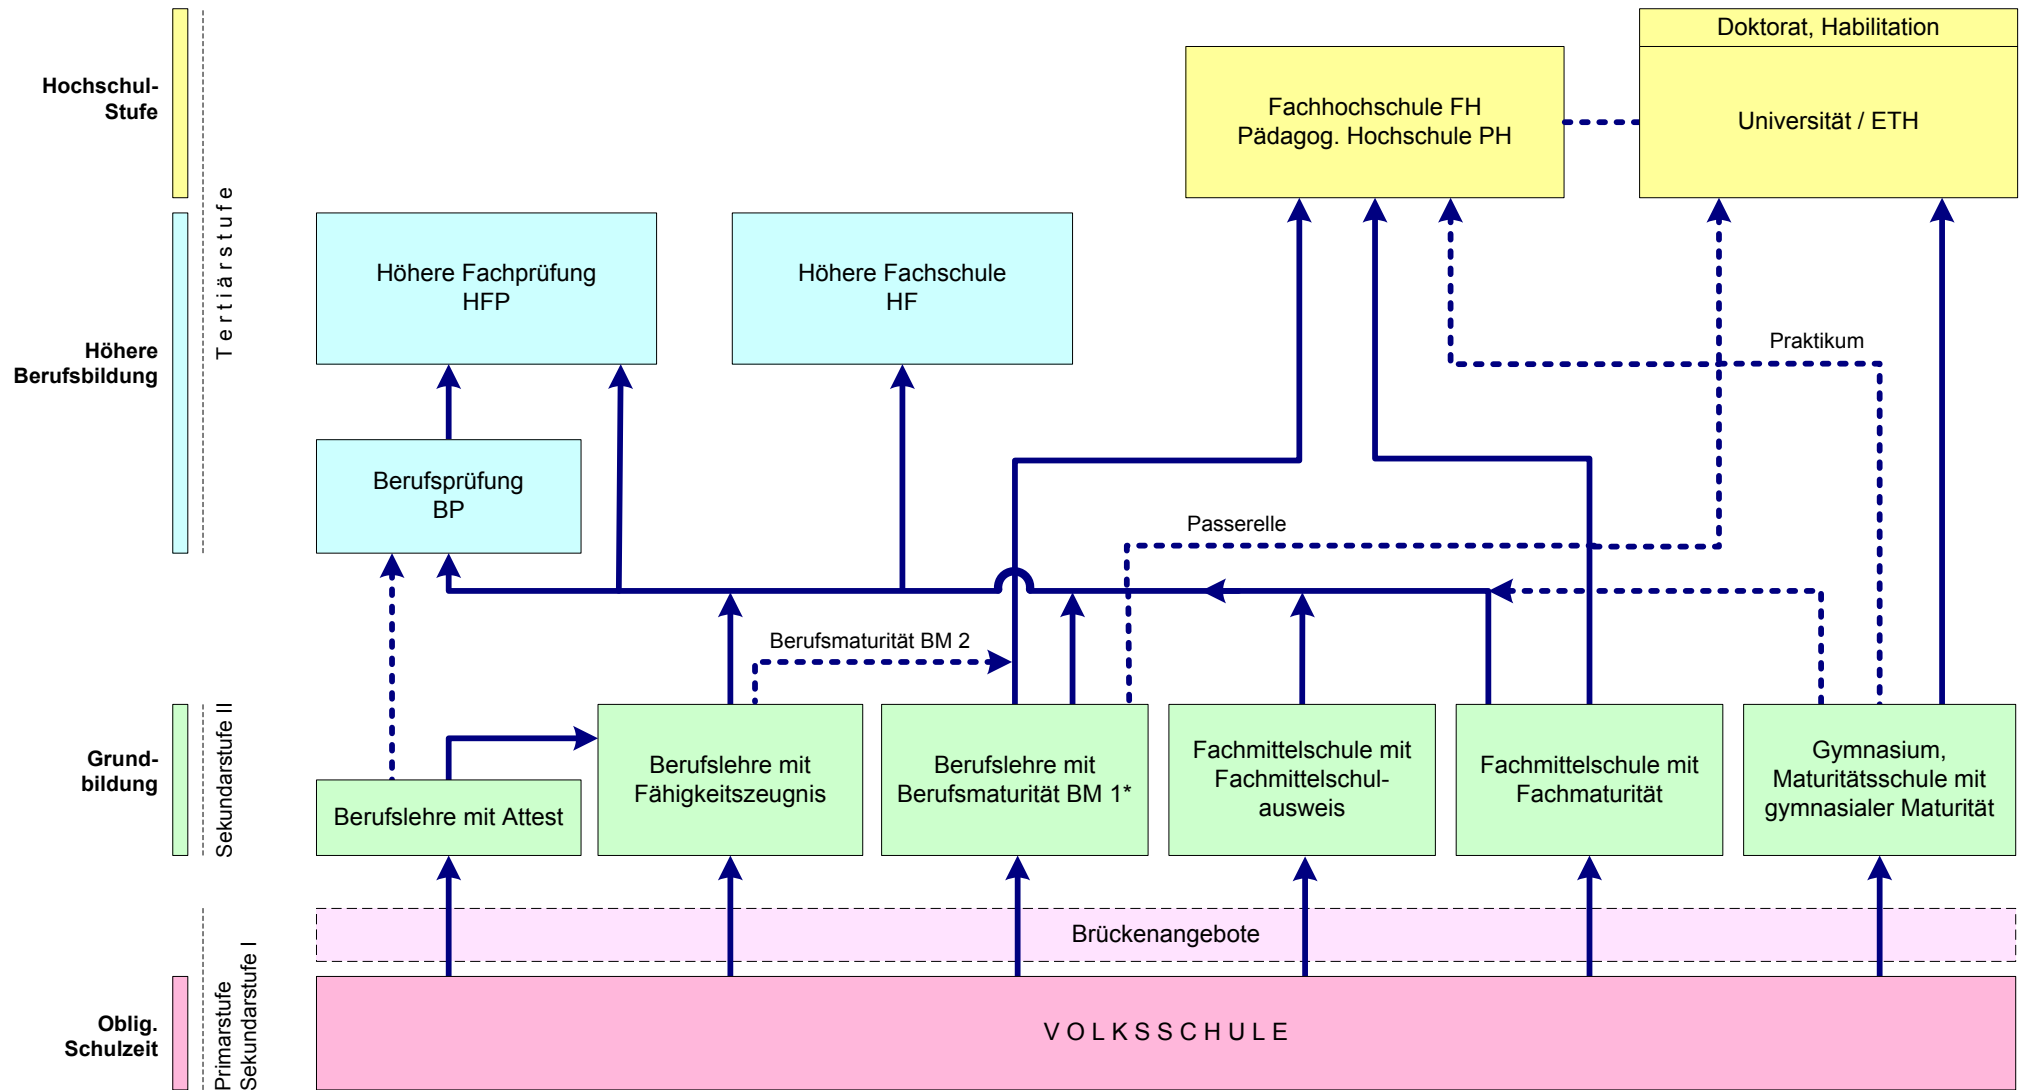 Doktorat, Habilitation
Hochschul-
Stufe
Fachhochschule FH
Pädagog. Hochschule PH
Universität / ETH
Tertiärstufe
Höhere
Berufsbildung
Höhere Fachprüfung
HFP
Höhere Fachschule
HF
Praktikum
Berufsprüfung
BP
Passerelle
Berufsmaturität BM 2
Grund-
bildung
Sekundarstufe II
Berufslehre mit Attest
Berufslehre mit
Fähigkeitszeugnis
Berufslehre mit
Berufsmaturität BM 1*
Fachmittelschule mit
Fachmittelschul-
ausweis
Fachmittelschule mit
Fachmaturität
Gymnasium,
Maturitätsschule mit
gymnasialer Maturität
Brückenangebote
Oblig.
Schulzeit
Primarstufe
Sekundarstufe I
VOLKSSCHULE